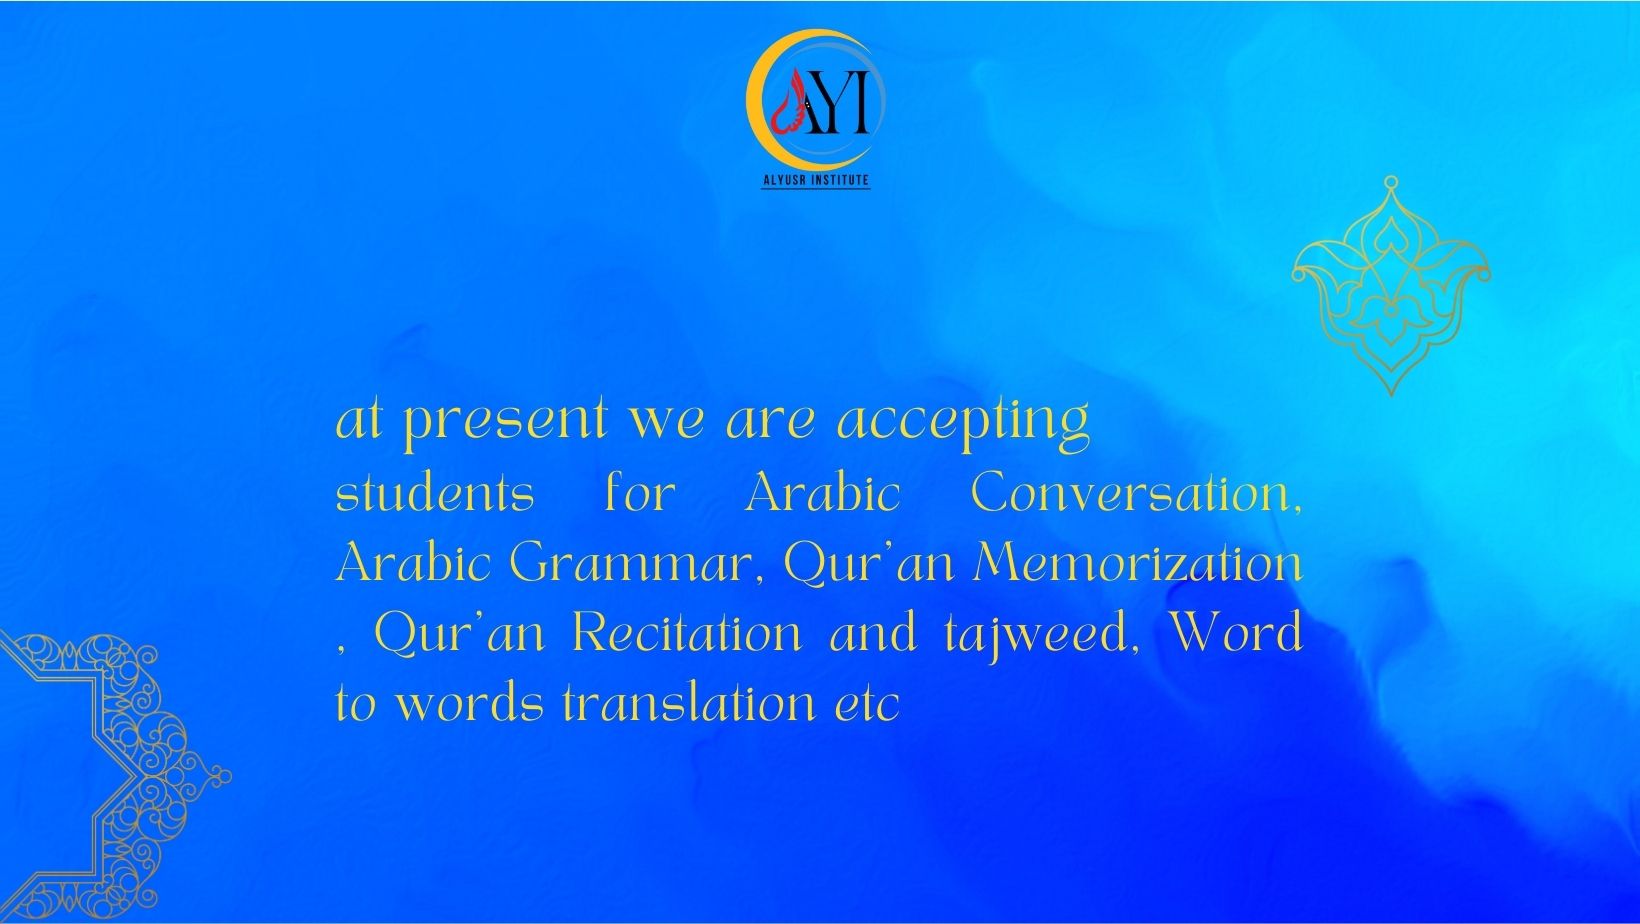 AYI
ALYUSR INSTITUTE
at present we are accepting
students for Arabic Conversation,
Arabic Grammar, Qur'an Memorization
, Qur'an Recitation and tajweed, Word
to words translation etc